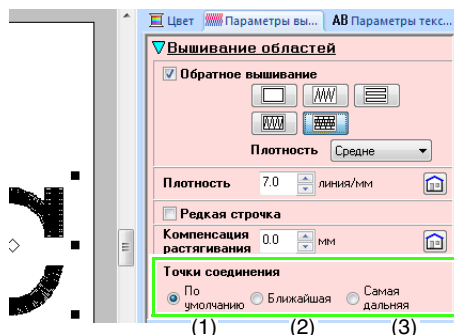 Цвет Параметры вы... AB Параметры текс...
Вышивание областей
Обратное вышивание
Плотность Средне
Плотность 7.0 линия/мм
Редкая строчка
Компенсация растягивания 0.0 мм
Точки соединения
По умолчанию Ближайшая Самая дальняя
(1) (2) (3)